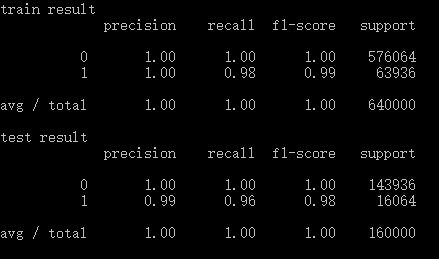 train result
precision recall f1-score support
0 1.00 1.00 1.00 576064
1 1.00 0.98 0.99 63936
avg / total 1.00 1.00 1.00 640000
test result
precision recall f1-score support
0 1.00 1.00 1.00 143936
1 0.99 0.96 0.98 16064
avg / total 1.00 1.00 1.00 160000